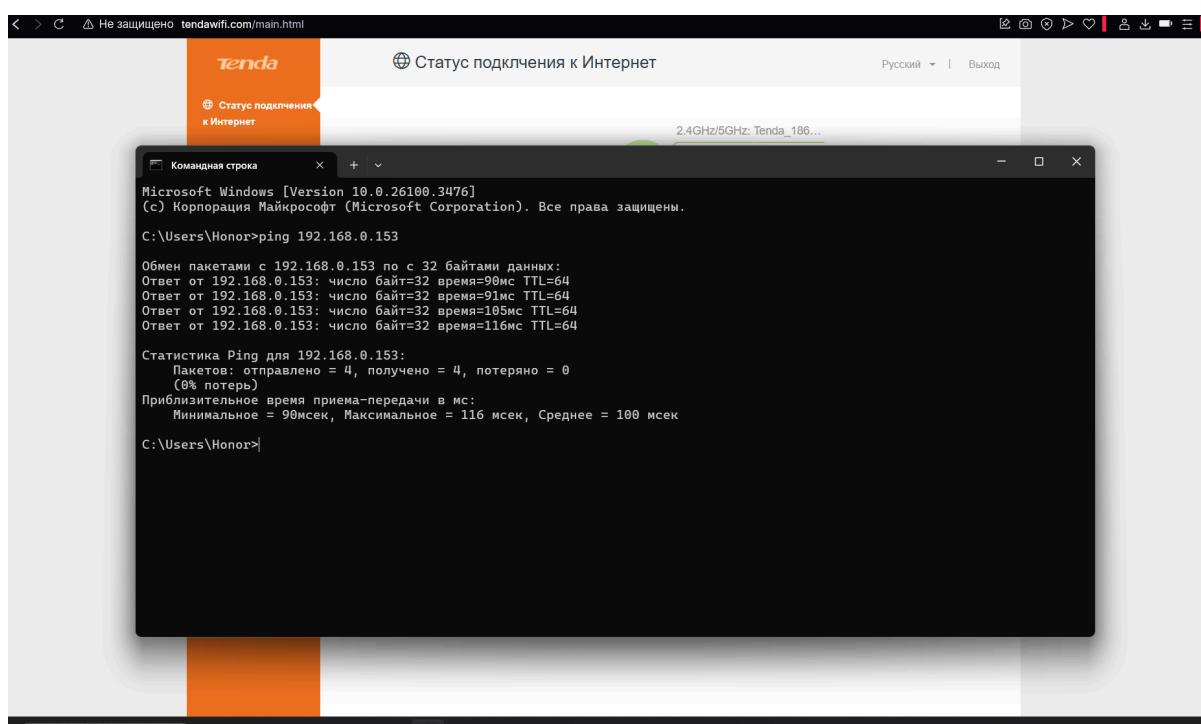 Не защищено tendawifi.com/main.html
Tenda
Статус подклчения к Интернет
Русский
Выход
Статус подклчения
к Интернет
2.4GHz/5GHz: Tenda_186...
Командная строка
Microsoft Windows [Version 10.0.26100.3476]
(c) Корпорация Майкрософт (Microsoft Corporation). Все права защищены.
C:\Users\Honor>ping 192.168.0.153
Обмен пакетами с 192.168.0.153 по с 32 байтами данных:
Ответ от 192.168.0.153: число байт=32 время=90мс TTL=64
Ответ от 192.168.0.153: число байт=32 время=91мс TTL=64
Ответ от 192.168.0.153: число байт=32 время=105мс TTL=64
Ответ от 192.168.0.153: число байт=32 время=116мс TTL=64
Статистика Ping для 192.168.0.153:
Пакетов: отправлено = 4, получено = 4, потеряно = 0
(0% потерь)
Приблизительное время приема-передачи в мс:
Минимальное = 90мсек, Максимальное = 116 мсек, Среднее = 100 мсек
C:\Users\Honor>